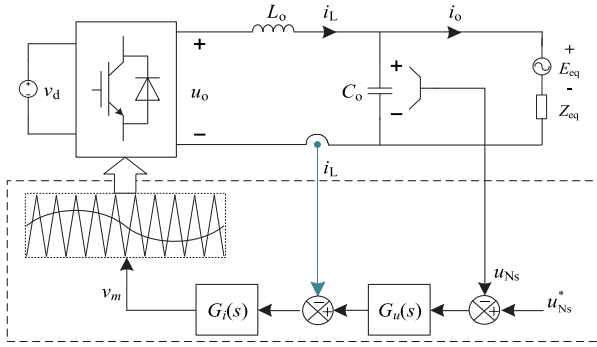 L_o
i_L
i_o
v_d
+
u_o
−
C_o
+
−
+
E_eq
-
Z_eq
i_L
v_m
G_i(s)
−
+
G_u(s)
u_Ns
−
+
u*_Ns